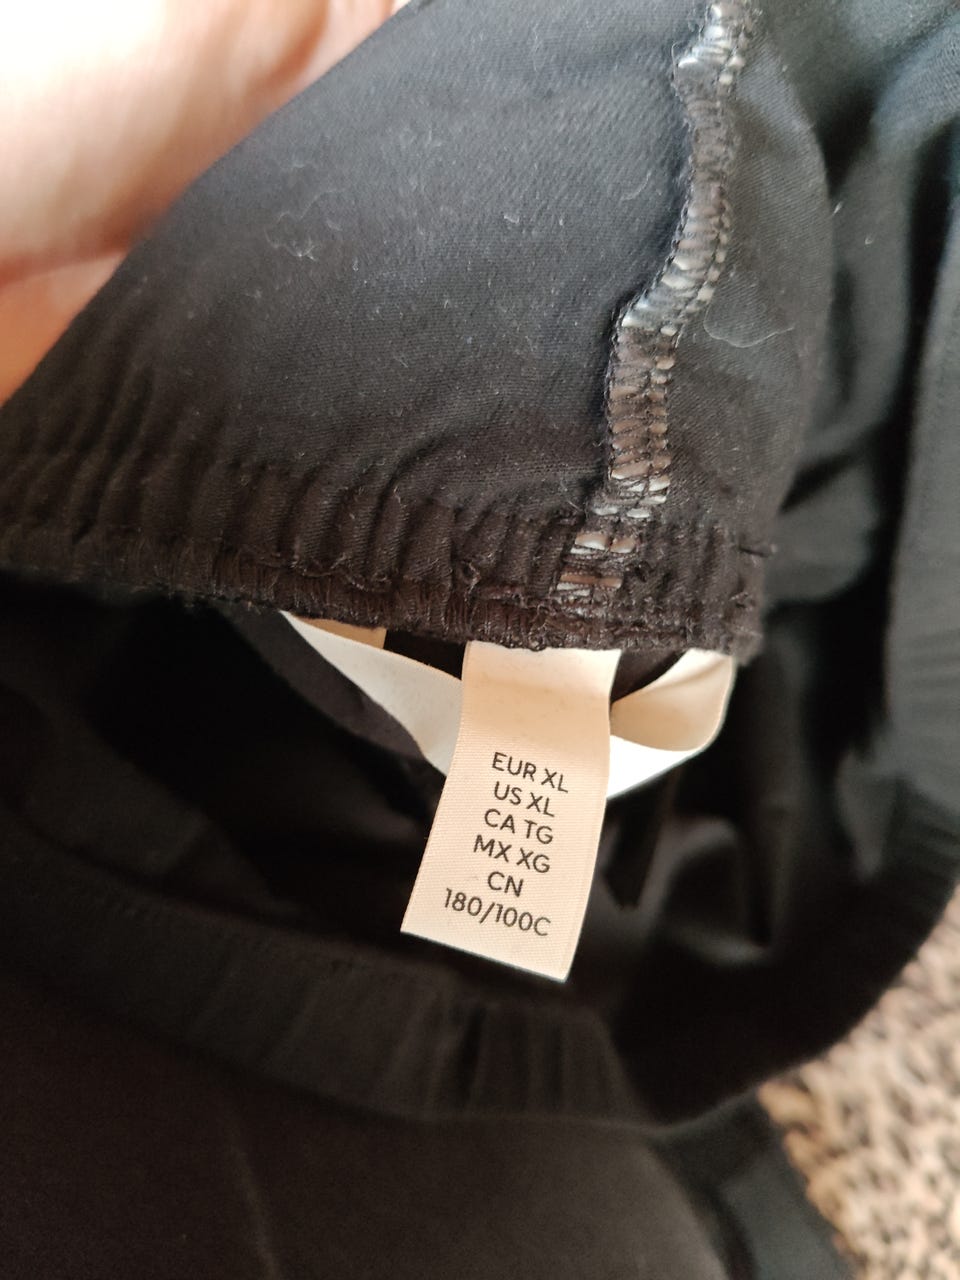 EUR XL
US XL
CA TG
MX XG
CN
180/100C